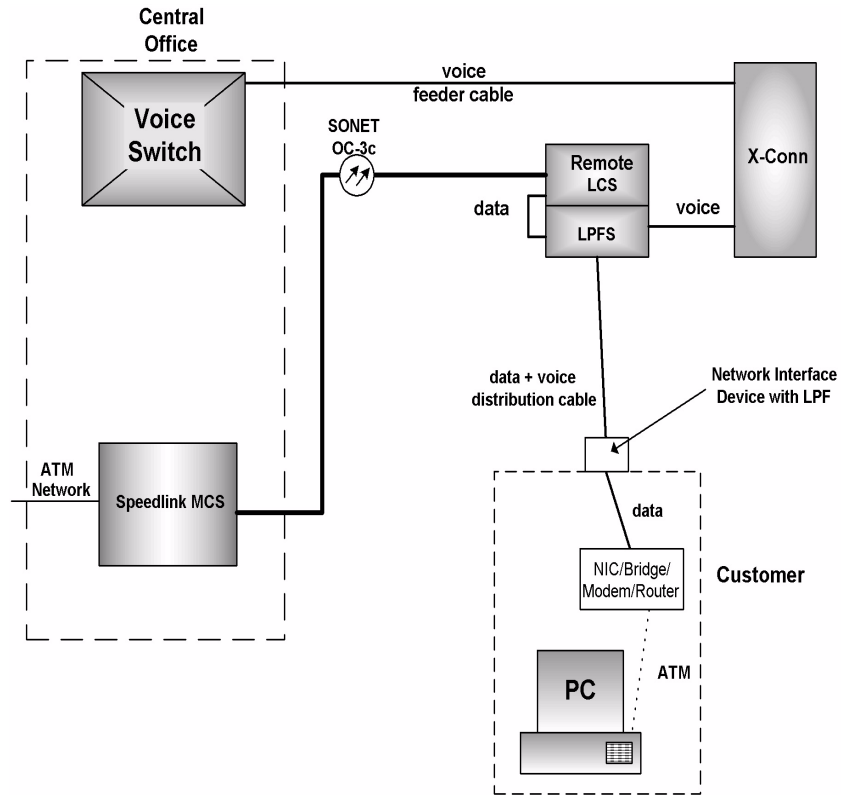 Central
Office
Voice
Switch
voice
feeder cable
X-Conn
SONET
OC-3c
Remote
LCS
data
LPFS
voice
data + voice
distribution cable
Network Interface
Device with LPF
ATM
Network
Speedlink MCS
data
NIC/Bridge/
Modem/Router
Customer
ATM
PC